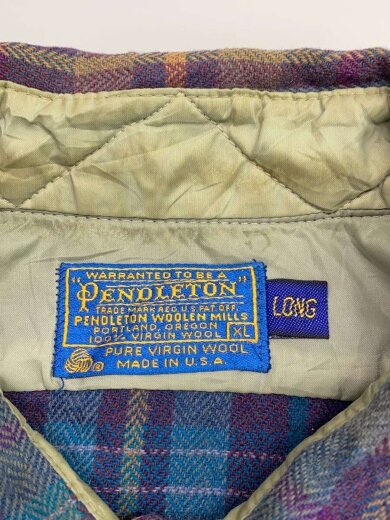 WARRANTED TO BE A
"PENDLETON"
TRADE MARK REG. U.S. PAT. OFF.
PENDLETON WOOLEN MILLS
PORTLAND, OREGON
100% VIRGIN WOOL XL
PURE VIRGIN WOOL
MADE IN U.S.A.
LONG